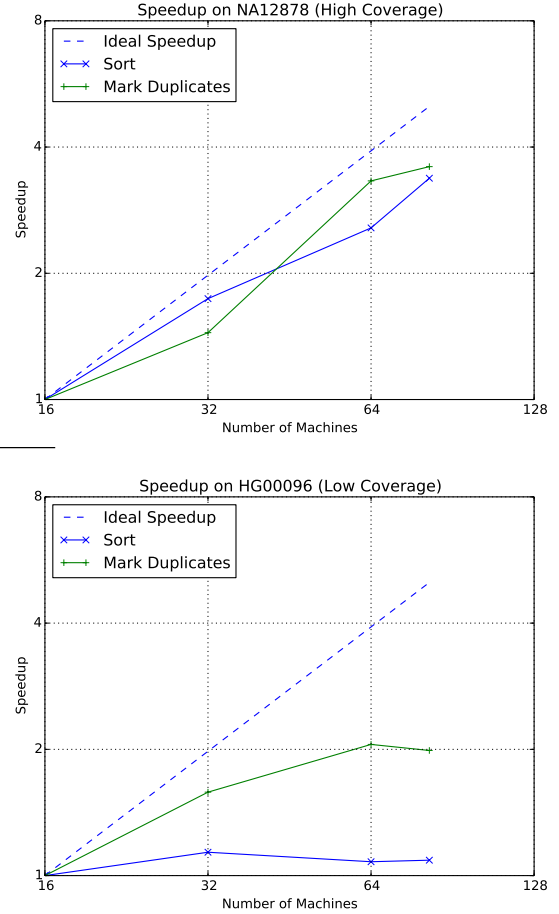 Speedup on NA12878 (High Coverage)
8
Ideal Speedup
Sort
Mark Duplicates
4
Speedup
2
1
16 32 64 128
Number of Machines
Speedup on HG00096 (Low Coverage)
8
Ideal Speedup
Sort
Mark Duplicates
4
Speedup
2
1
16 32 64 128
Number of Machines